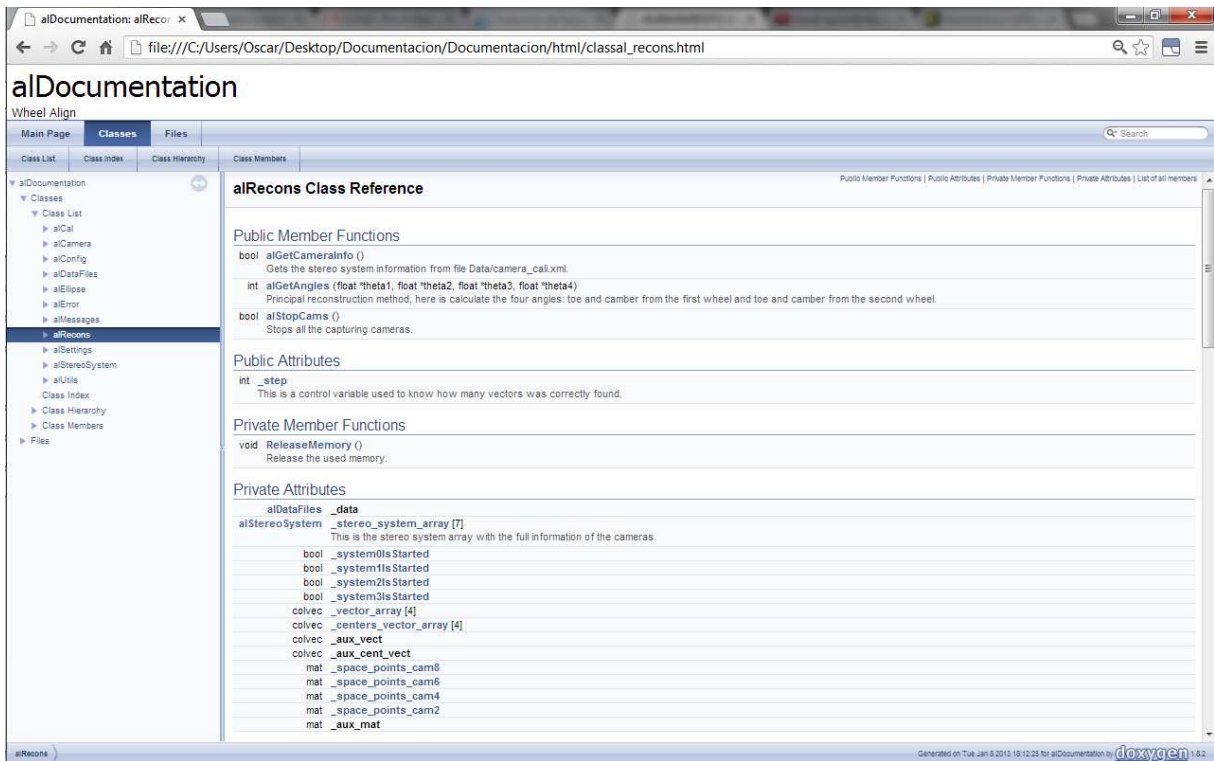 alDocumentation: alRecor ×
file:///C:/Users/Oscar/Desktop/Documentacion/Documentacion/html/classal_recons.html
alDocumentation
Wheel Align
Main Page Classes Files
Search
Class List Class Index Class Hierarchy Class Members
alDocumentation
Classes
Class List
alCal
alCamera
alConfig
alDataFiles
alEllipse
alError
alMessages
alRecons
alSettings
alStereoSystem
alUtils
Class Index
Class Hierarchy
Class Members
Files
Public Member Functions | Public Attributes | Private Member Functions | Private Attributes | List of all members
alRecons Class Reference
Public Member Functions
bool alGetCameraInfo ()
Gets the stereo system information from file Data/camera_cali.xml.
int alGetAngles (float *theta1, float *theta2, float *theta3, float *theta4)
Principal reconstruction method, here is calculate the four angles: toe and camber from the first wheel and toe and camber from the second wheel.
bool alStopCams ()
Stops all the capturing cameras.
Public Attributes
int _step
This is a control variable used to know how many vectors was correctly found.
Private Member Functions
void ReleaseMemory ()
Release the used memory.
Private Attributes
alDataFiles _data
alStereoSystem _stereo_system_array [7]
This is the stereo system array with the full information of the cameras.
bool _system0IsStarted
bool _system1IsStarted
bool _system2IsStarted
bool _system3IsStarted
colvec _vector_array [4]
colvec _centers_vector_array [4]
colvec _aux_vect
colvec _aux_cent_vect
mat _space_points_cam8
mat _space_points_cam6
mat _space_points_cam4
mat _space_points_cam2
mat _aux_mat
alRecons
Generated on Tue Jan 8 2013 18:12:25 for alDocumentation by doxygen 1.8.2